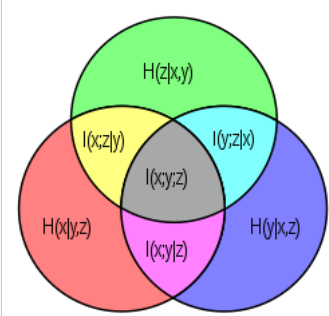 H(z|x,y)
I(x;z|y)
I(y;z|x)
I(x;y;z)
H(x|y,z)
H(y|x,z)
I(x;y|z)